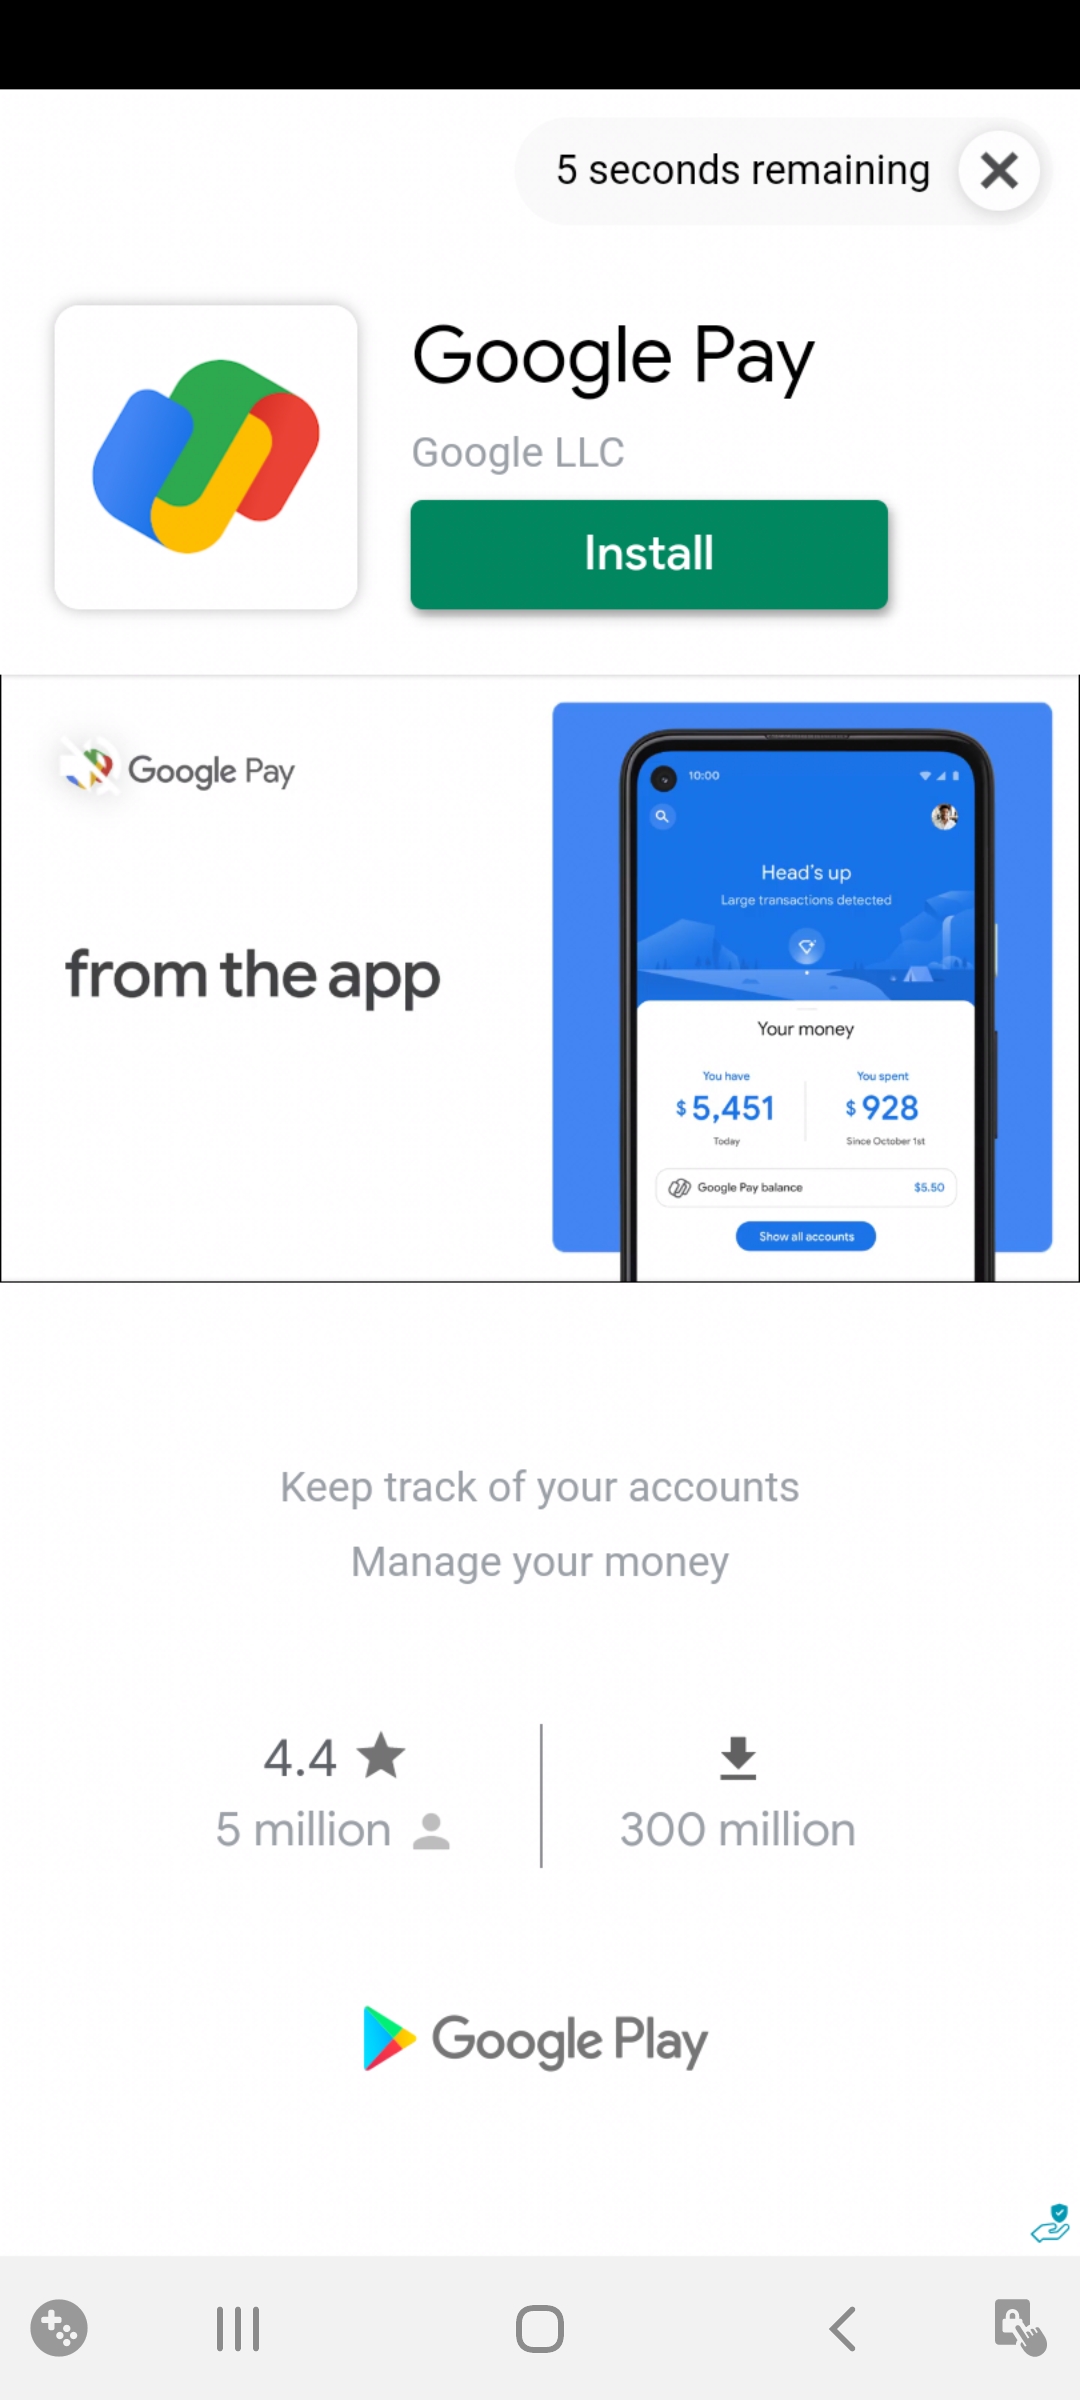 5 seconds remaining
Google Pay
Google LLC
Install
Google Pay
from the app
10:00
Head's up
Large transactions detected
Your money
You have
You spent
$5,451
$928
Today
Since October 1st
Google Pay balance
$5.50
Show all accounts
Keep track of your accounts
Manage your money
4.4
5 million
300 million
Google Play